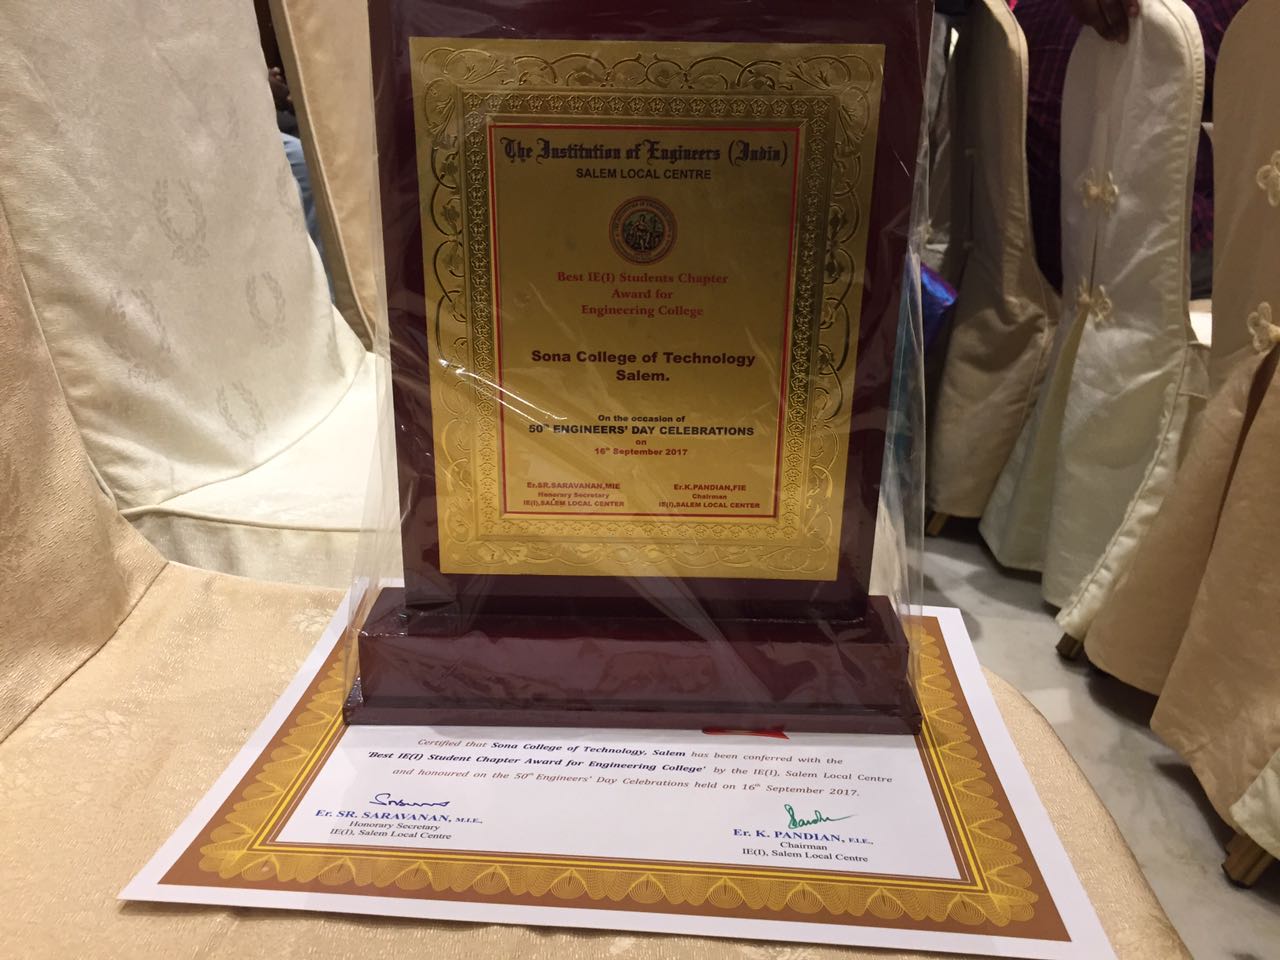 The Institution of Engineers (India)
SALEM LOCAL CENTRE
Best IE(I) Students Chapter
Award for
Engineering College
Sona College of Technology
Salem.
On the occasion of
50th ENGINEERS' DAY CELEBRATIONS
on
16th September 2017
Er.SR.SARAVANAN,MIE Er.K.PANDIAN,FIE
Honorary Secretary Chairman
IE(I),SALEM LOCAL CENTER IE(I),SALEM LOCAL CENTER
Certified that Sona College of Technology, Salem has been conferred with the
'Best IE(I) Student Chapter Award for Engineering College' by the IE(I), Salem Local Centre
and honoured on the 50th Engineers' Day Celebrations held on 16th September 2017.
Er. SR. SARAVANAN, M.I.E., Er. K. PANDIAN, F.I.E.,
Honorary Secretary Chairman
IE(I), Salem Local Centre IE(I), Salem Local Centre